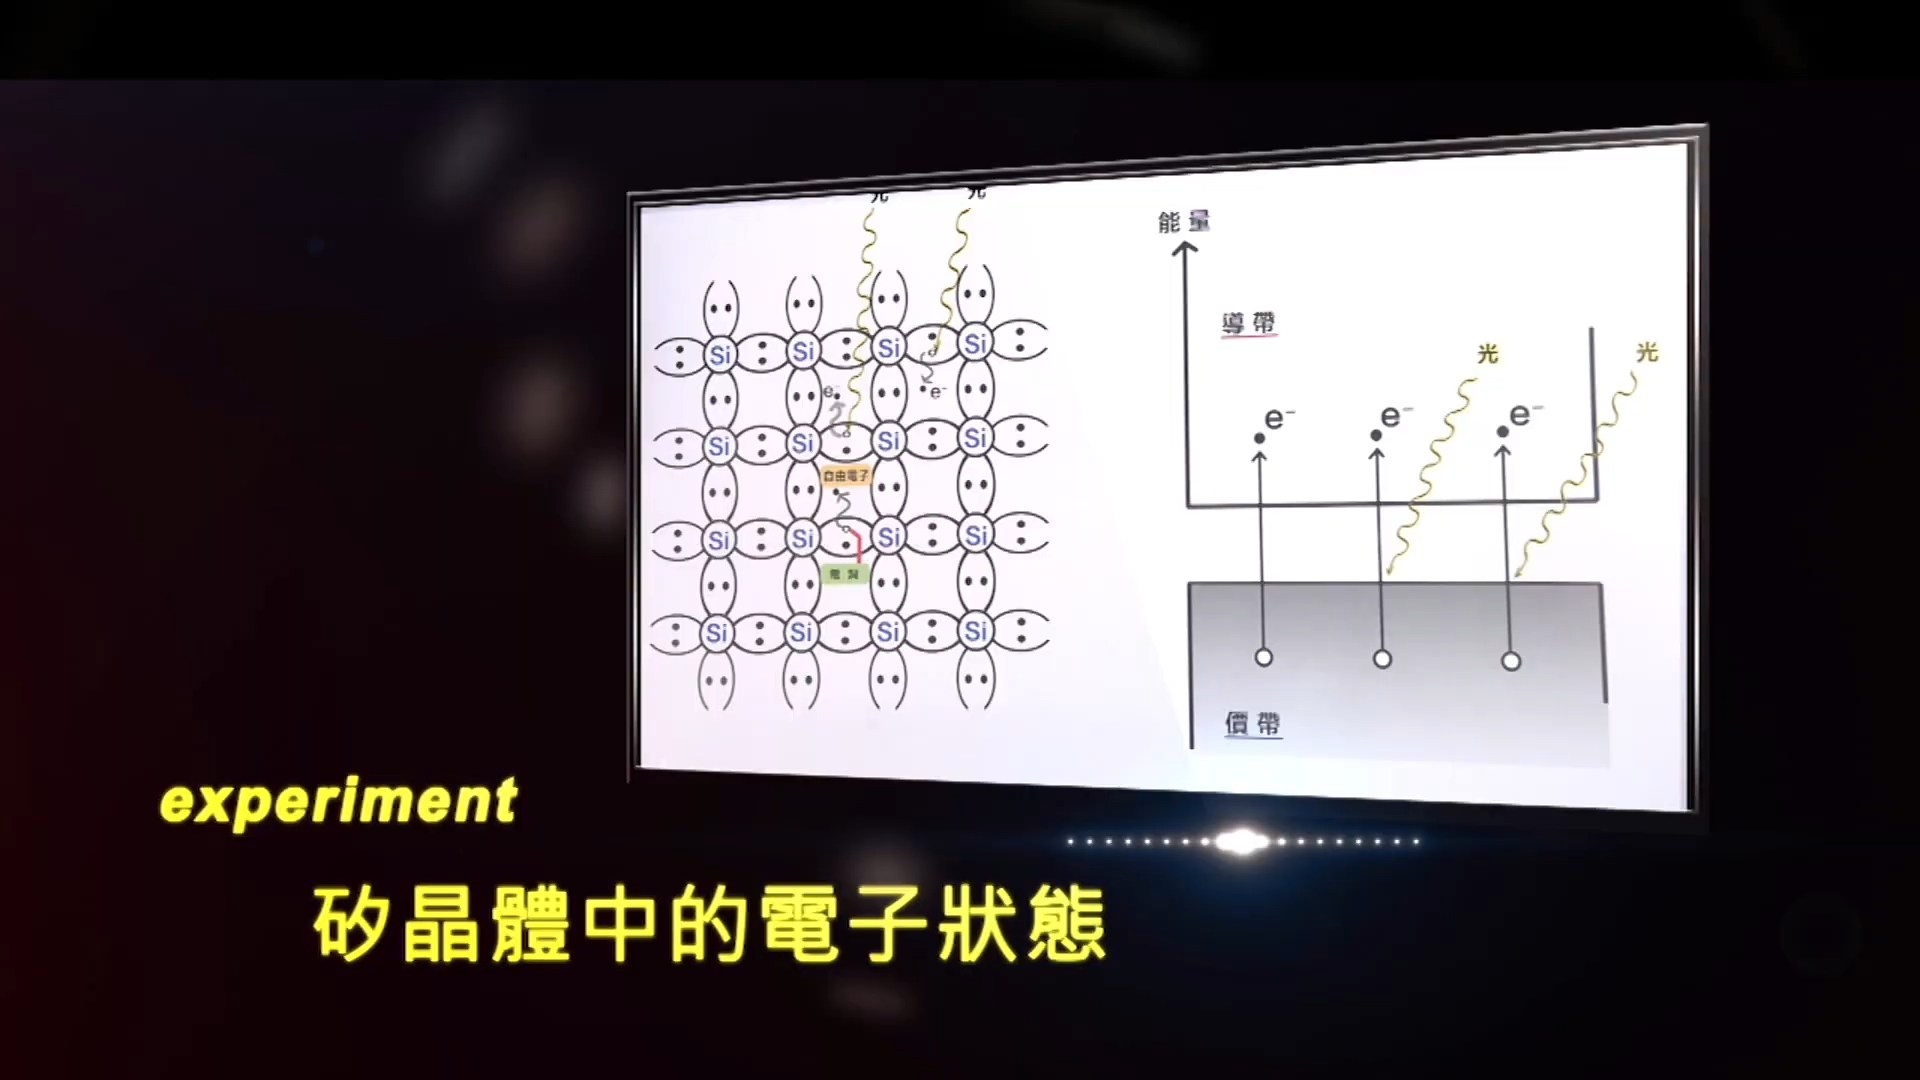 光 光
Si Si Si Si
e⁻ e⁻
Si Si Si Si
自由電子
Si Si Si Si
電洞
Si Si Si Si
能量
導帶
光 光
e⁻ e⁻ e⁻
價帶
experiment
矽晶體中的電子狀態